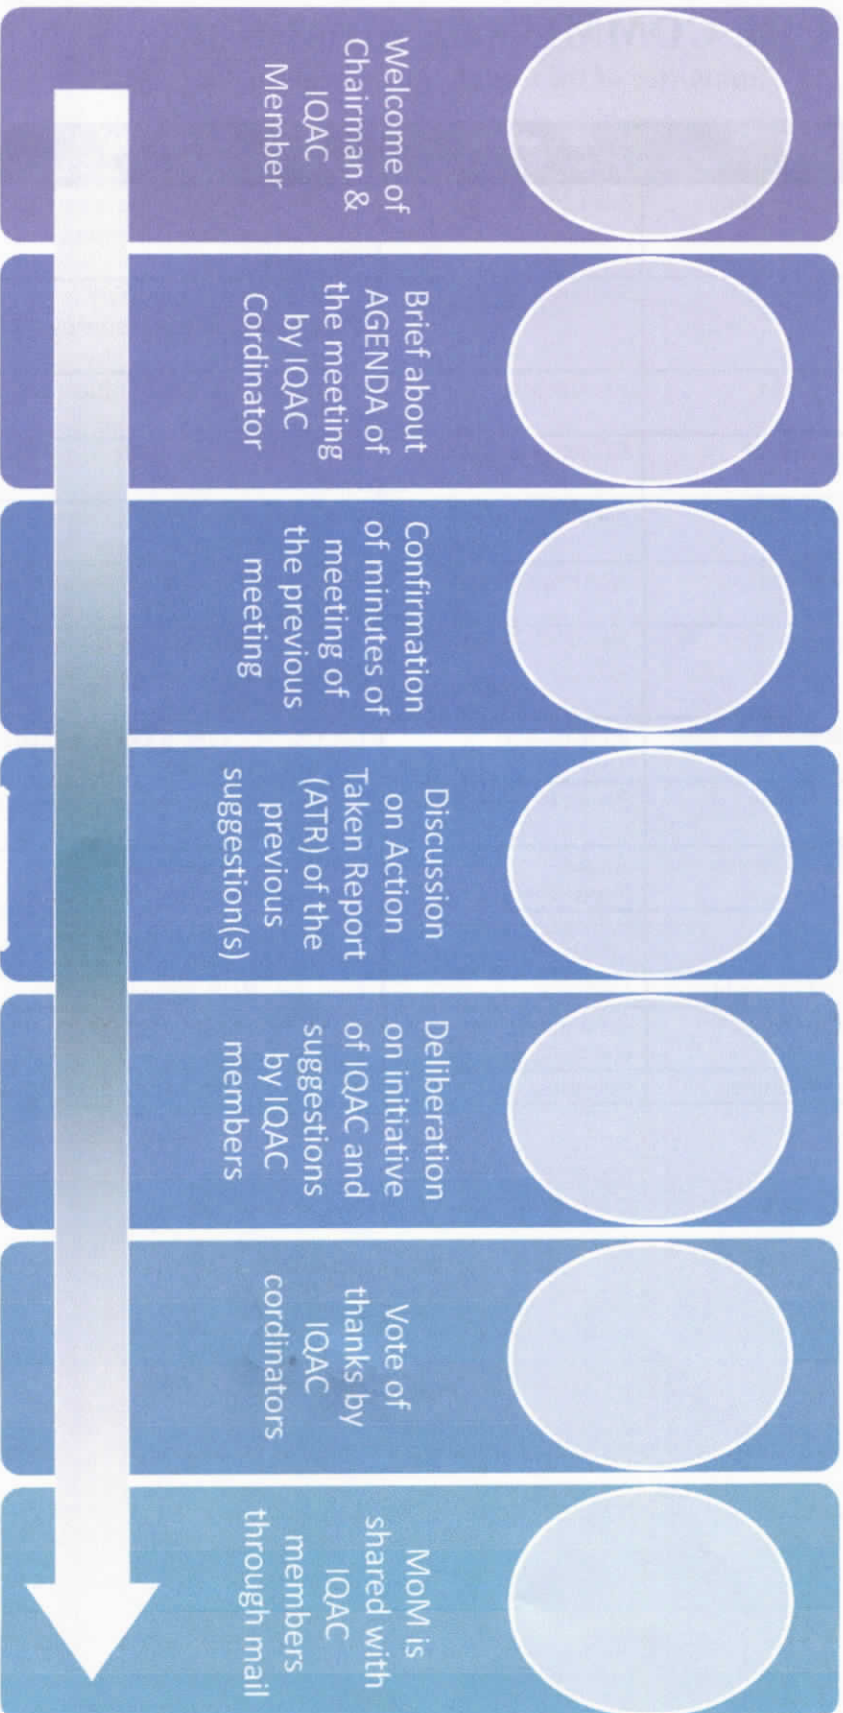 Welcome of
Chairman &
IQAC
Member
Brief about
AGENDA of
the meeting
by IQAC
Cordinator
Confirmation
of minutes of
meeting of
the previous
meeting
Discussion
on Action
Taken Report
(ATR) of the
previous
suggestion(s)
Deliberation
on initiative
of IQAC and
suggestions
by IQAC
members
Vote of
thanks by
IQAC
cordinators
MoM is
shared with
IQAC
members
through mail